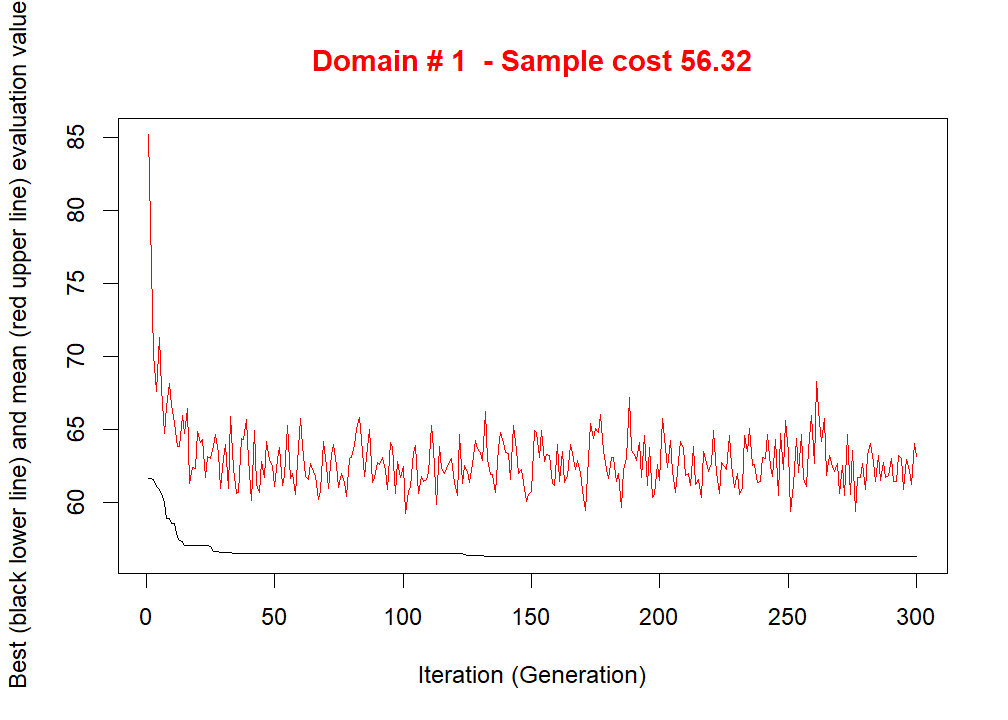 Domain # 1  - Sample cost 56.32
Best (black lower line) and mean (red upper line) evaluation value
85
80
75
70
65
60
0 50 100 150 200 250 300
Iteration (Generation)